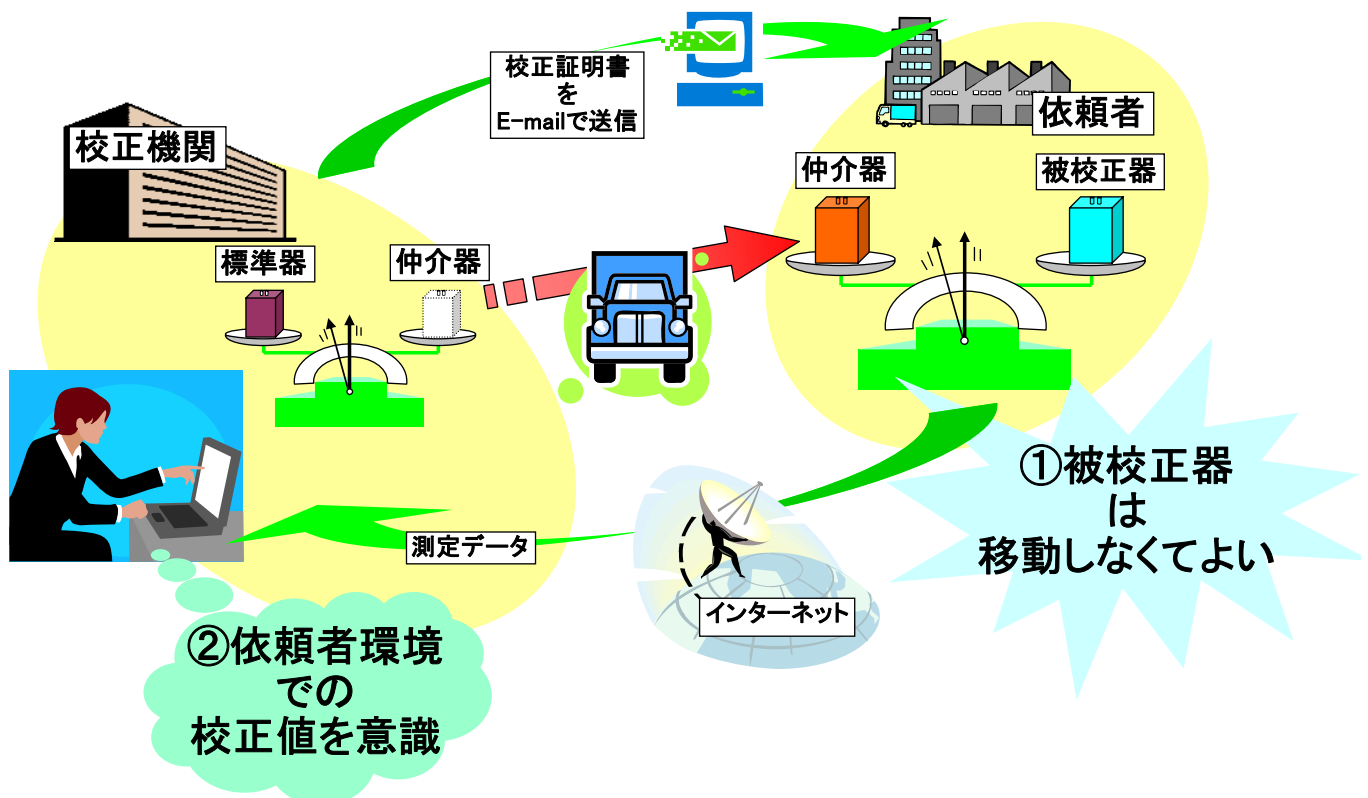 校正証明書
を
E-mailで送信
校正機関
依頼者
仲介器
被校正器
標準器
仲介器
①被校正器
は
移動しなくてよい
測定データ
インターネット
②依頼者環境
での
校正値を意識